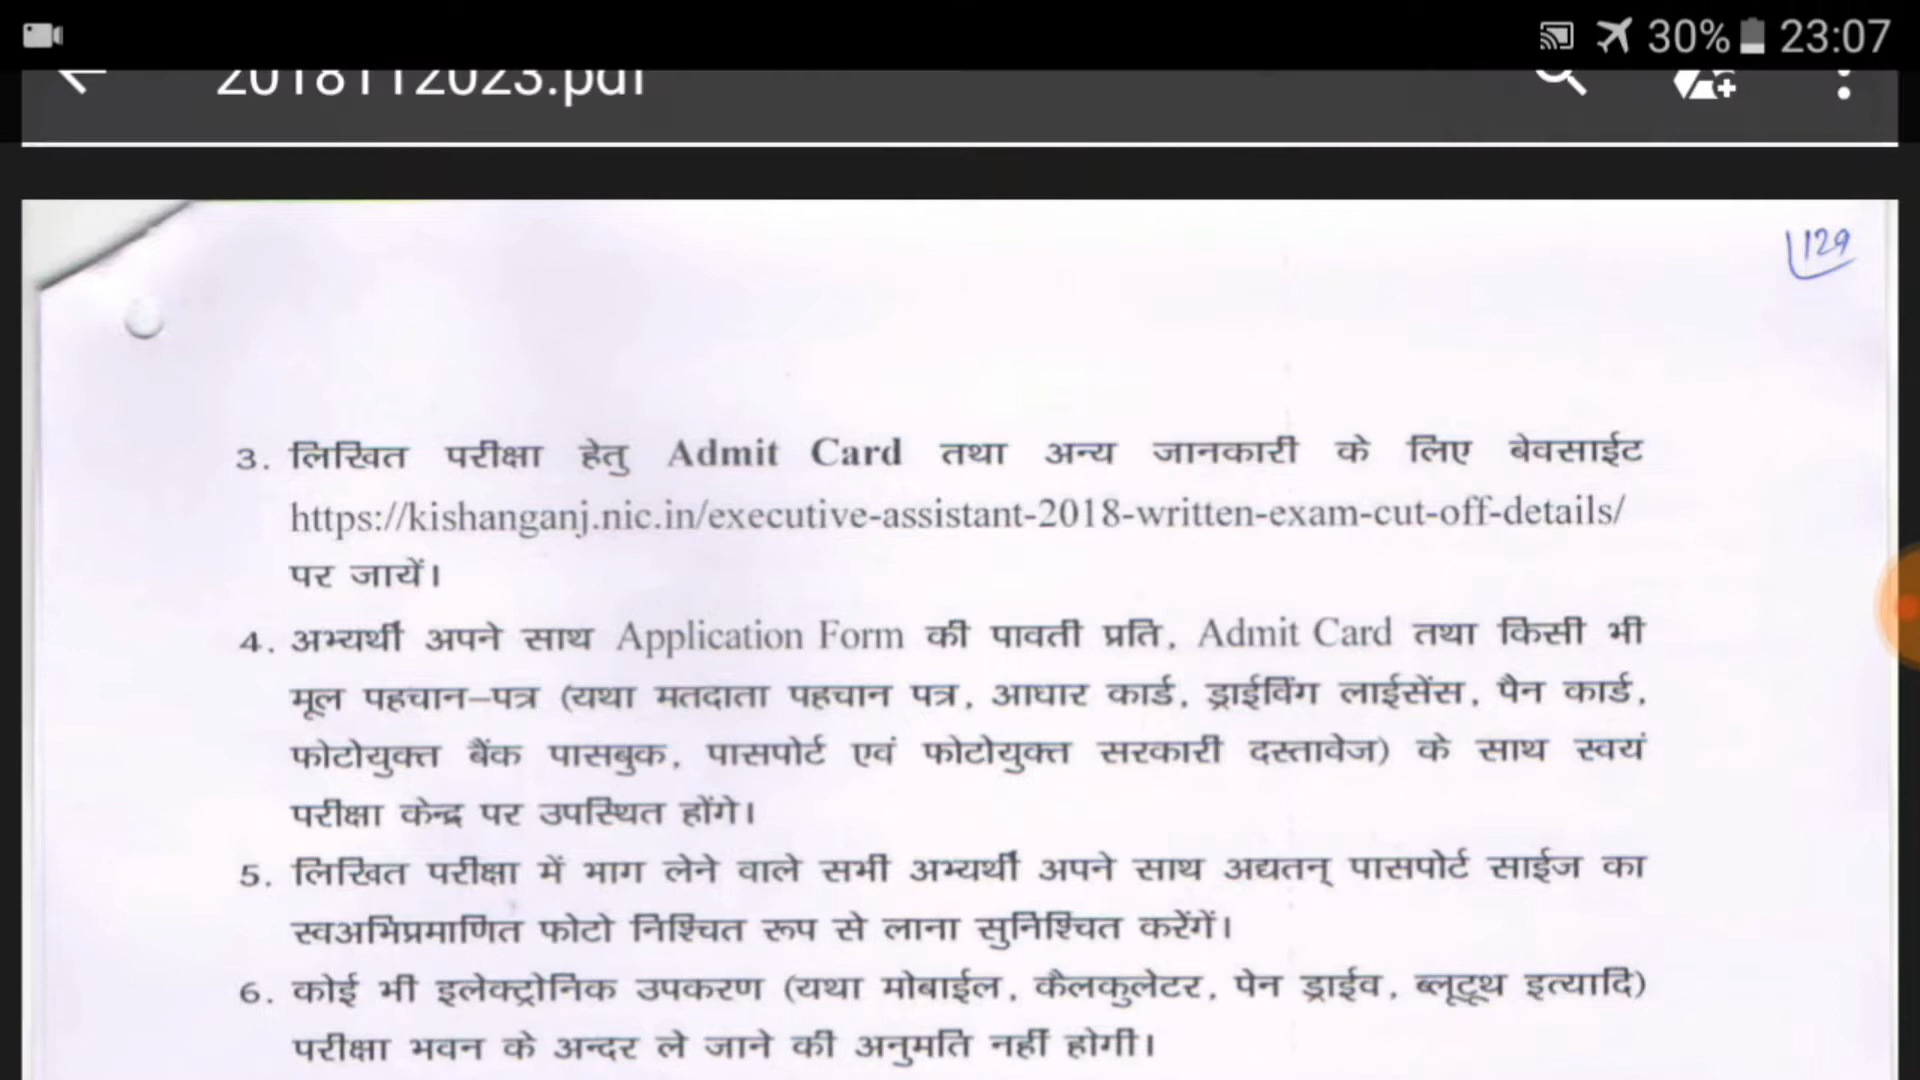 30% 23:07
2018112023.pdf
129
3. लिखित परीक्षा हेतु Admit Card तथा अन्य जानकारी के लिए बेवसाईट
https://kishanganj.nic.in/executive-assistant-2018-written-exam-cut-off-details/
पर जायें।
4. अभ्यर्थी अपने साथ Application Form की पावती प्रति, Admit Card तथा किसी भी
मूल पहचान–पत्र (यथा मतदाता पहचान पत्र, आधार कार्ड, ड्राईविंग लाईसेंस, पैन कार्ड,
फोटोयुक्त बैंक पासबुक, पासपोर्ट एवं फोटोयुक्त सरकारी दस्तावेज) के साथ स्वयं
परीक्षा केन्द्र पर उपस्थित होंगे।
5. लिखित परीक्षा में भाग लेने वाले सभी अभ्यर्थी अपने साथ अद्यतन् पासपोर्ट साईज का
स्वअभिप्रमाणित फोटो निश्चित रूप से लाना सुनिश्चित करेंगें।
6. कोई भी इलेक्ट्रोनिक उपकरण (यथा मोबाईल, कैलकुलेटर, पेन ड्राईव, ब्लूटूथ इत्यादि)
परीक्षा भवन के अन्दर ले जाने की अनुमति नहीं होगी।